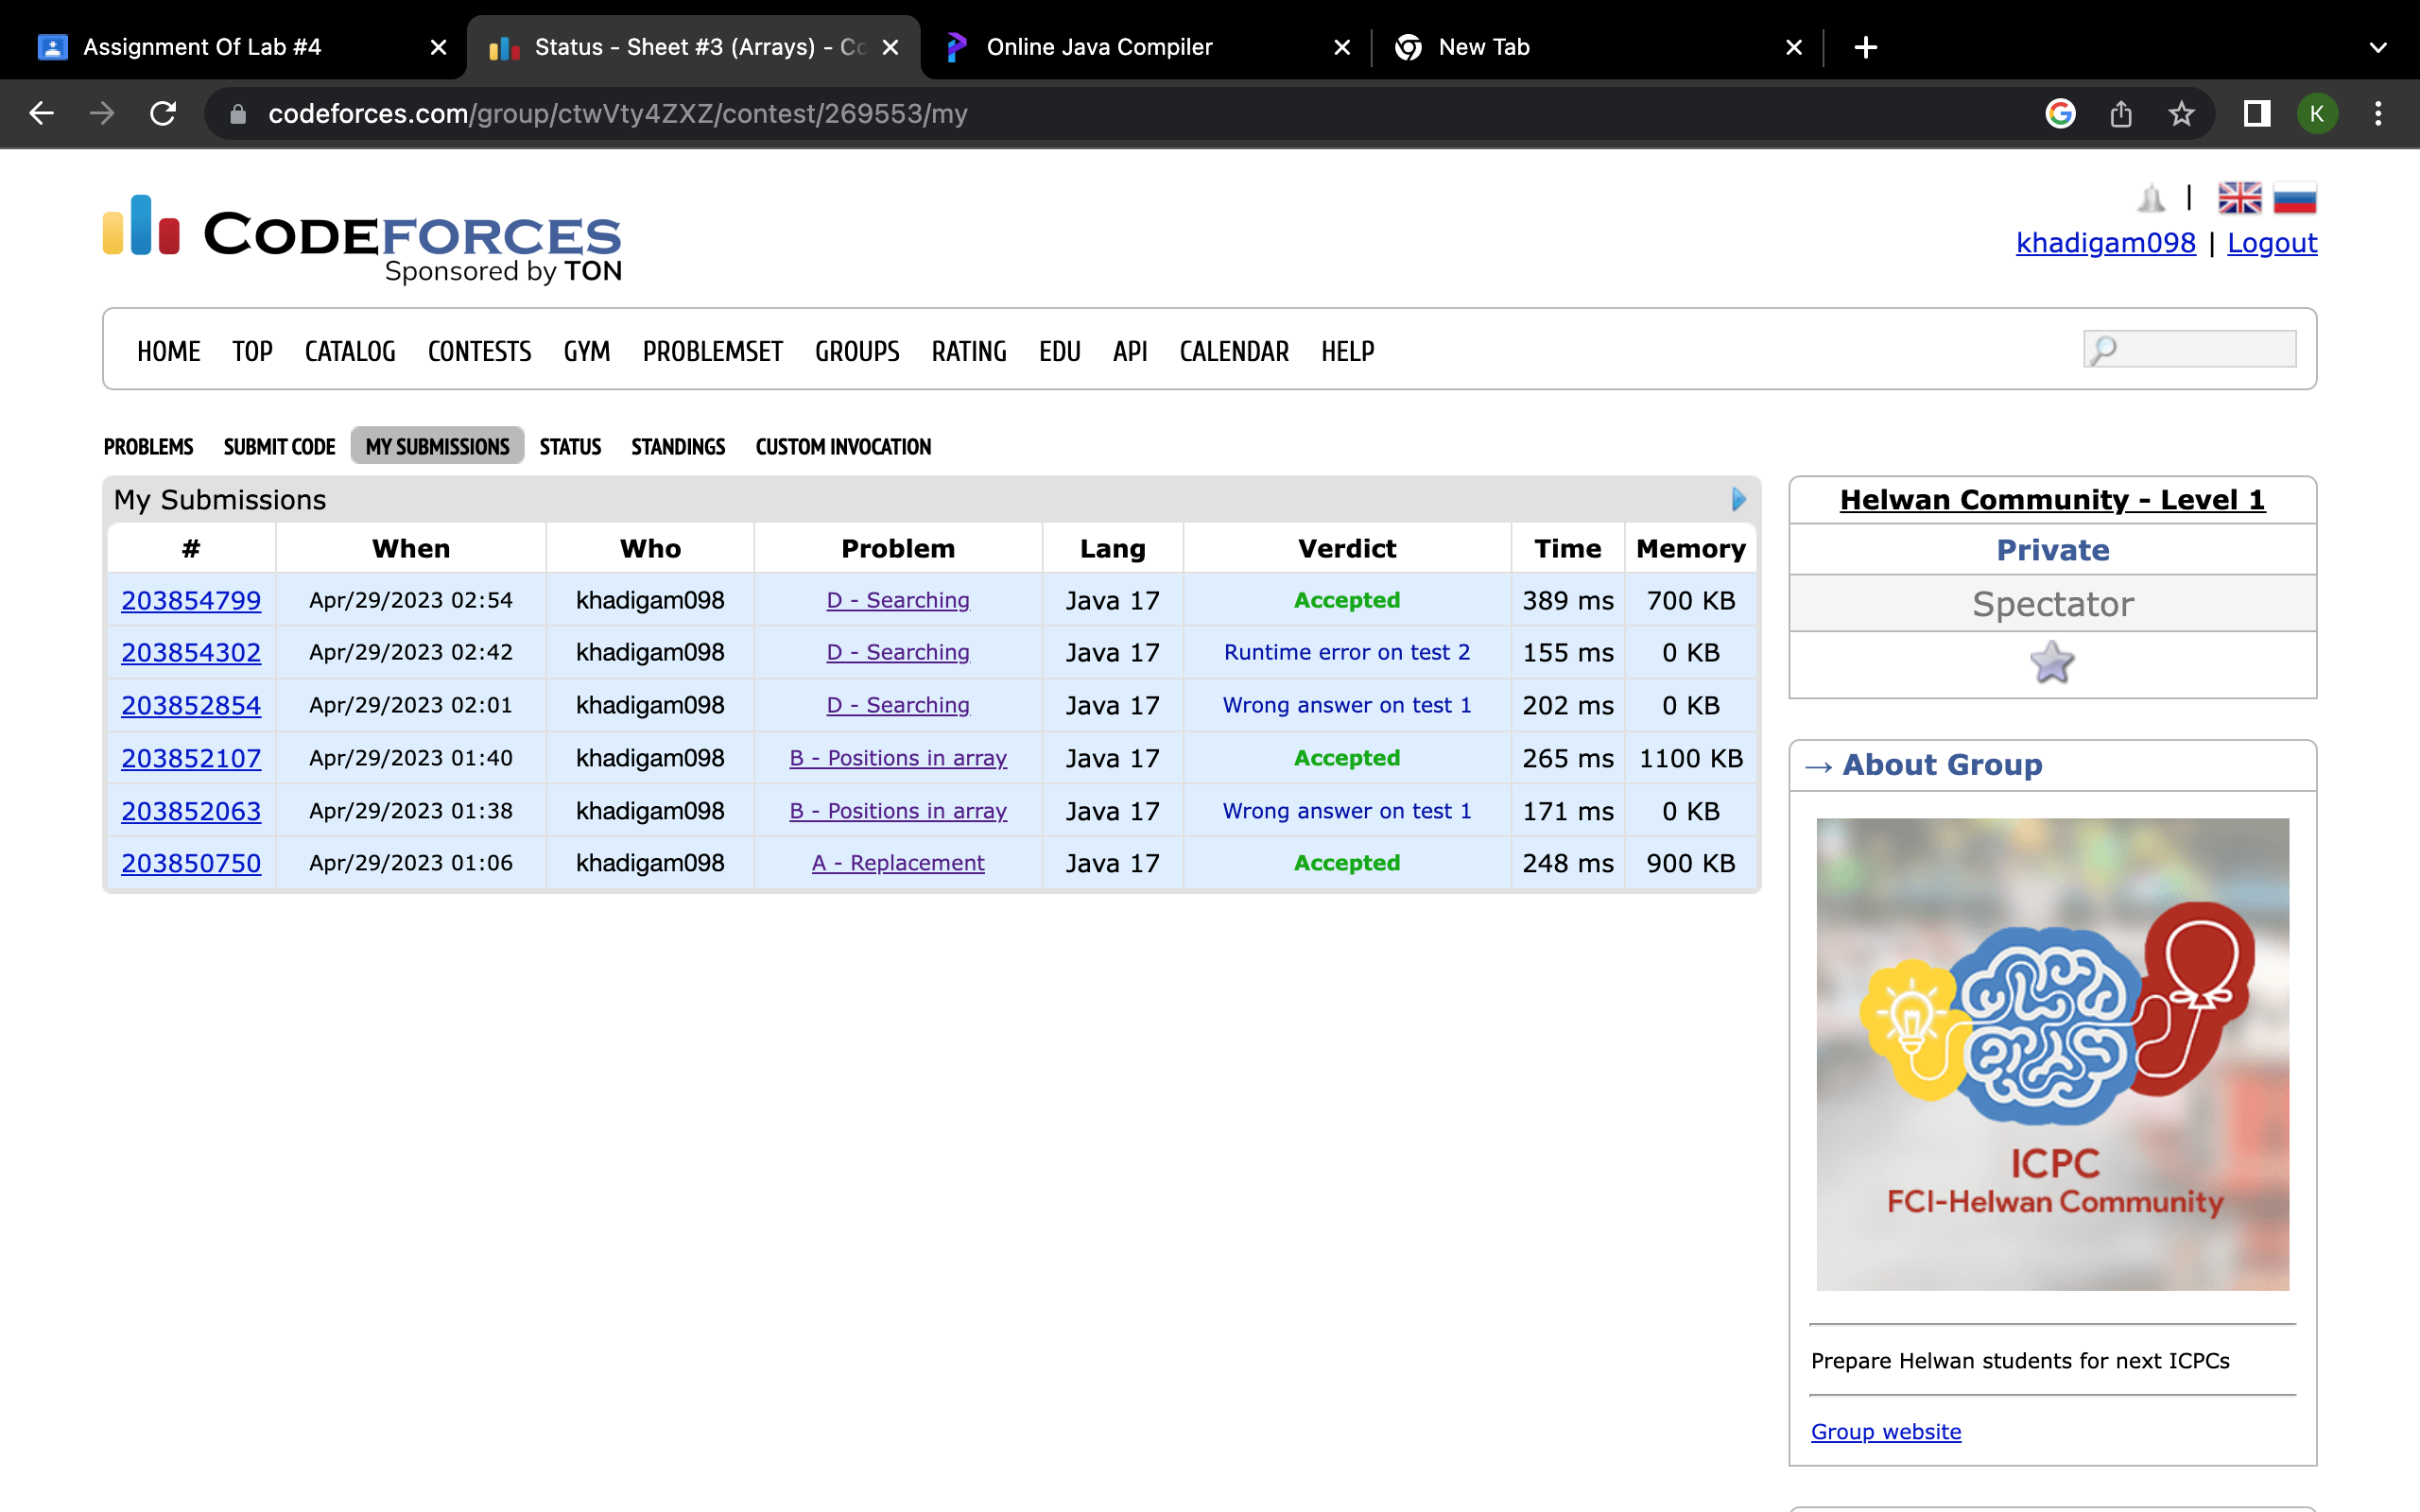 Assignment Of Lab #4
Status - Sheet #3 (Arrays) - Co
Online Java Compiler
New Tab
codeforces.com/group/ctwVty4ZXZ/contest/269553/my
K
CODEFORCES
Sponsored by TON
|
khadigam098 | Logout
HOME TOP CATALOG CONTESTS GYM PROBLEMSET GROUPS RATING EDU API CALENDAR HELP
PROBLEMS SUBMIT CODE MY SUBMISSIONS STATUS STANDINGS CUSTOM INVOCATION
My Submissions
# When Who Problem Lang Verdict Time Memory
203854799 Apr/29/2023 02:54 khadigam098 D - Searching Java 17 Accepted 389 ms 700 KB
203854302 Apr/29/2023 02:42 khadigam098 D - Searching Java 17 Runtime error on test 2 155 ms 0 KB
203852854 Apr/29/2023 02:01 khadigam098 D - Searching Java 17 Wrong answer on test 1 202 ms 0 KB
203852107 Apr/29/2023 01:40 khadigam098 B - Positions in array Java 17 Accepted 265 ms 1100 KB
203852063 Apr/29/2023 01:38 khadigam098 B - Positions in array Java 17 Wrong answer on test 1 171 ms 0 KB
203850750 Apr/29/2023 01:06 khadigam098 A - Replacement Java 17 Accepted 248 ms 900 KB
Helwan Community - Level 1
Private
Spectator
→ About Group
ICPC
FCI-Helwan Community
Prepare Helwan students for next ICPCs
Group website